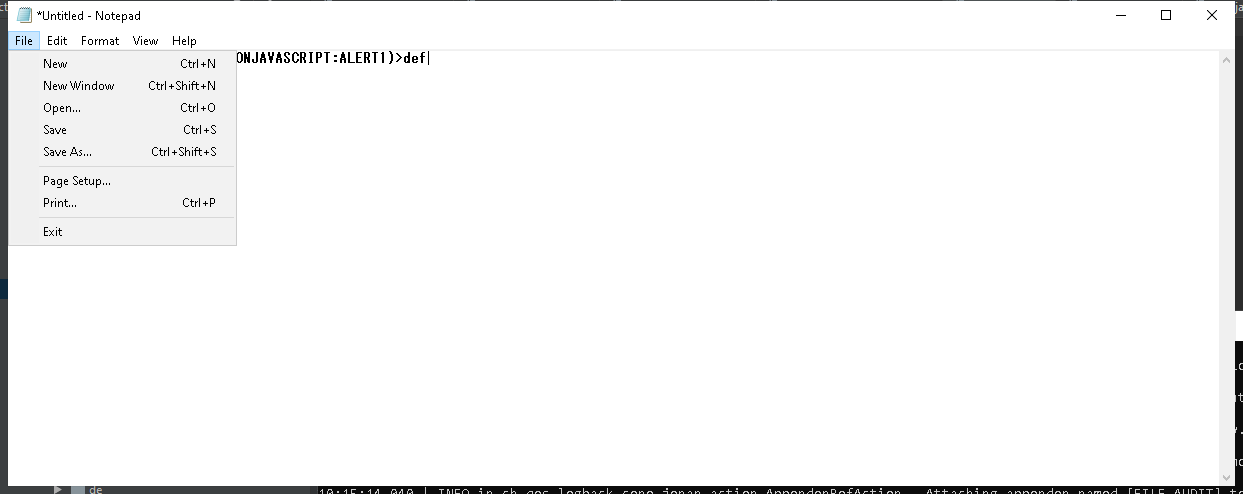 *Untitled - Notepad
File Edit Format View Help
ONJAVASCRIPT:ALERT1)>def
New Ctrl+N
New Window Ctrl+Shift+N
Open... Ctrl+O
Save Ctrl+S
Save As... Ctrl+Shift+S
Page Setup...
Print... Ctrl+P
Exit
de
10:15:14,040 | INFO in ch.qos.logback.core.joran.action.AppenderRefAction - Attaching appender named [FILE_AUDIT] t